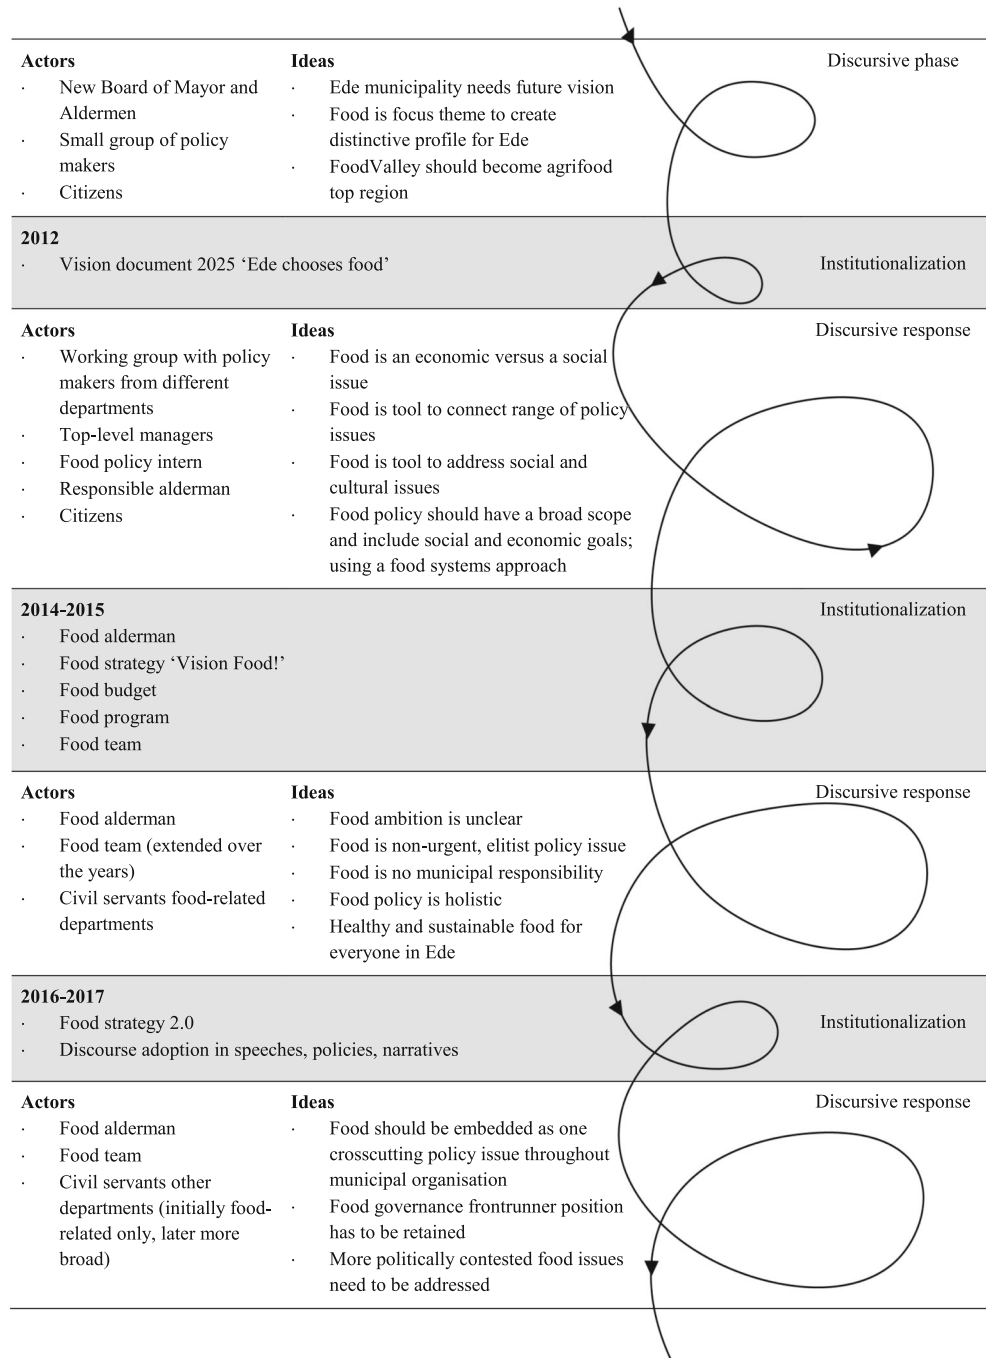 Discursive phase
Actors
· New Board of Mayor and
Aldermen
· Small group of policy
makers
· Citizens
Ideas
· Ede municipality needs future vision
· Food is focus theme to create
distinctive profile for Ede
· FoodValley should become agrifood
top region
2012
· Vision document 2025 ‘Ede chooses food’
Institutionalization
Discursive response
Actors
· Working group with policy
makers from different
departments
· Top-level managers
· Food policy intern
· Responsible alderman
· Citizens
Ideas
· Food is an economic versus a social
issue
· Food is tool to connect range of policy
issues
· Food is tool to address social and
cultural issues
· Food policy should have a broad scope
and include social and economic goals;
using a food systems approach
2014-2015
Institutionalization
· Food alderman
· Food strategy ‘Vision Food!’
· Food budget
· Food program
· Food team
Discursive response
Actors
· Food alderman
· Food team (extended over
the years)
· Civil servants food-related
departments
Ideas
· Food ambition is unclear
· Food is non-urgent, elitist policy issue
· Food is no municipal responsibility
· Food policy is holistic
· Healthy and sustainable food for
everyone in Ede
2016-2017
· Food strategy 2.0
· Discourse adoption in speeches, policies, narratives
Institutionalization
Discursive response
Actors
· Food alderman
· Food team
· Civil servants other
departments (initially food-
related only, later more
broad)
Ideas
· Food should be embedded as one
crosscutting policy issue throughout
municipal organisation
· Food governance frontrunner position
has to be retained
· More politically contested food issues
need to be addressed